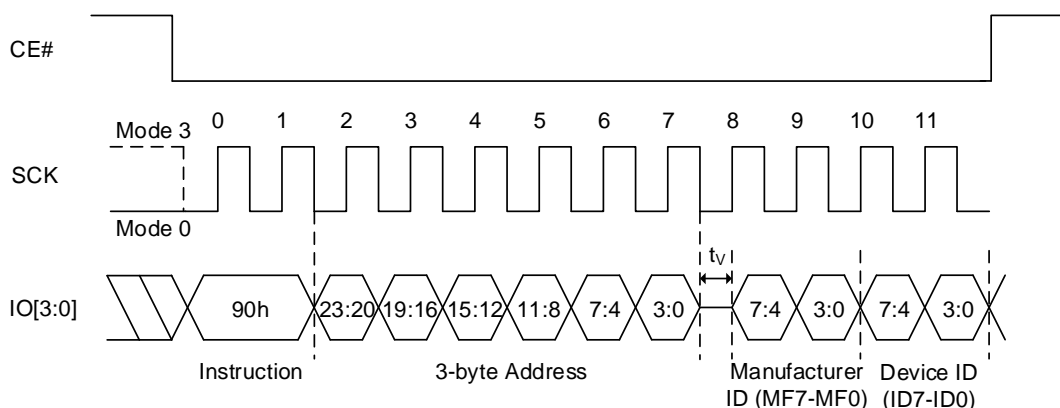 CE#
0 1 2 3 4 5 6 7 8 9 10 11
Mode 3
SCK
Mode 0
tV
IO[3:0] 90h 23:20 19:16 15:12 11:8 7:4 3:0 7:4 3:0 7:4 3:0
Instruction 3-byte Address Manufacturer Device ID
ID (MF7-MF0) (ID7-ID0)